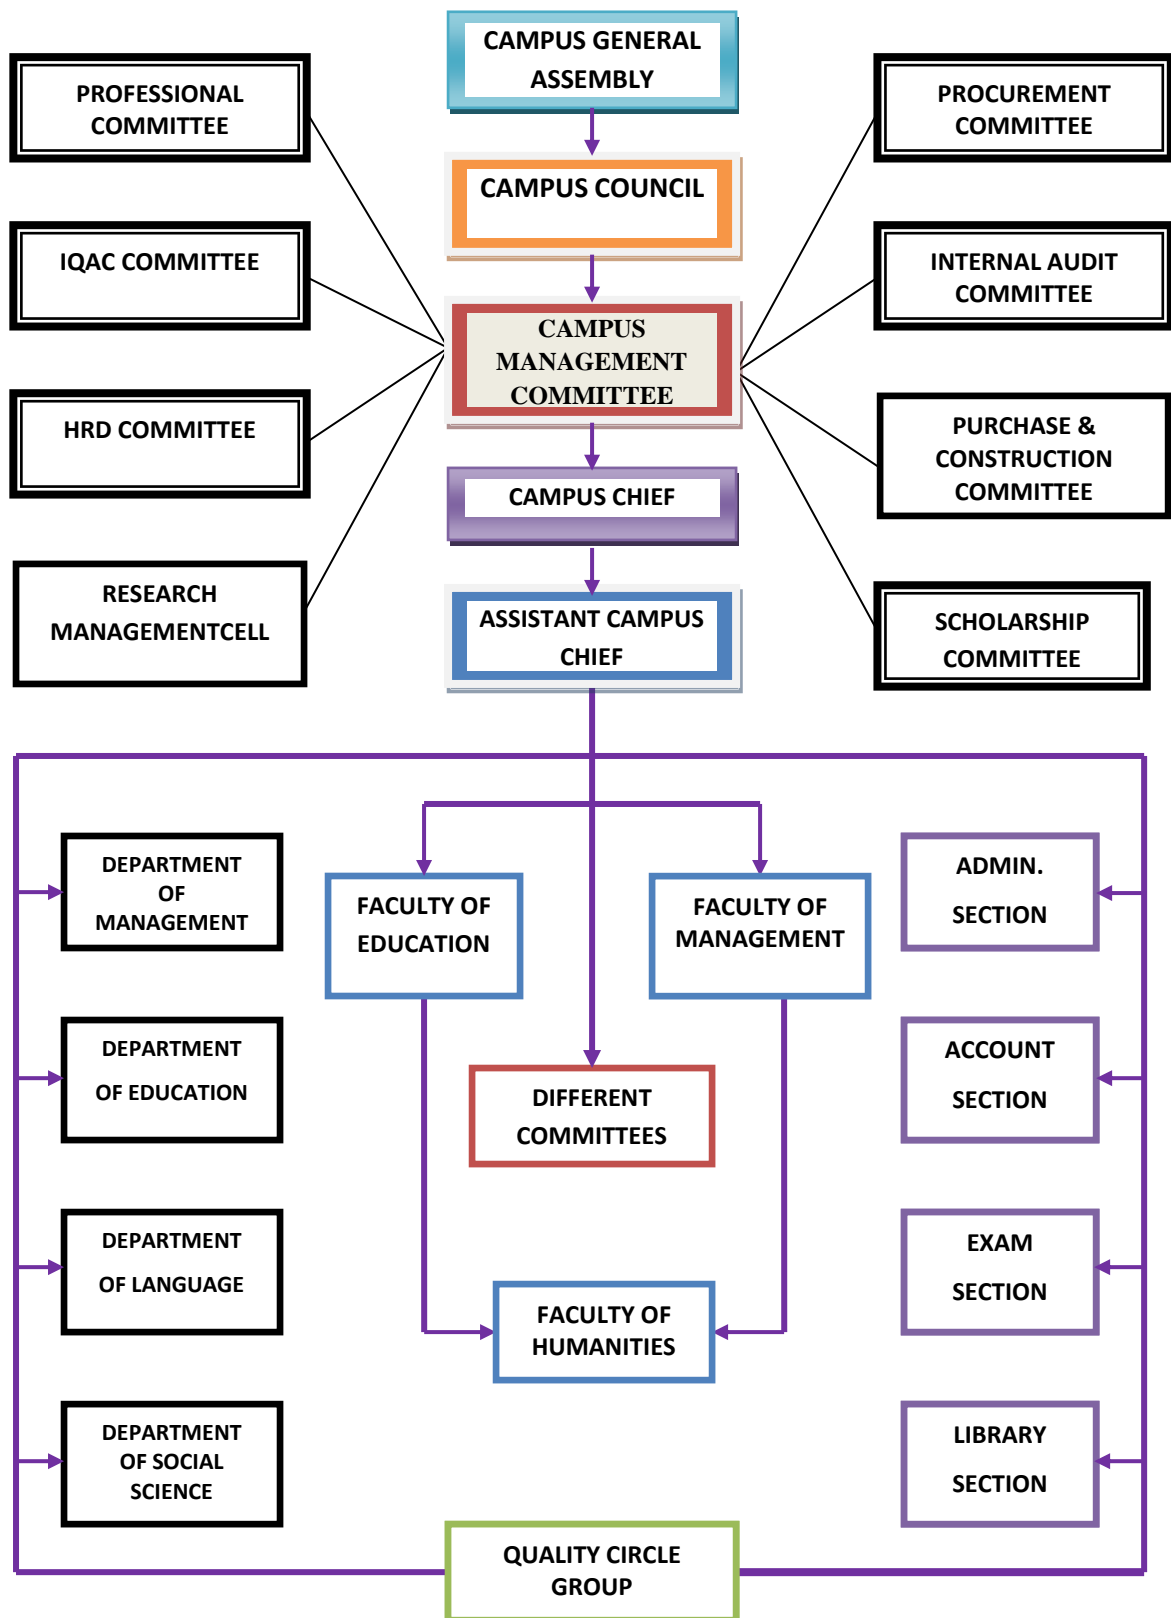 CAMPUS GENERAL
ASSEMBLY
PROFESSIONAL
COMMITTEE
PROCUREMENT
COMMITTEE
CAMPUS COUNCIL
IQAC COMMITTEE
INTERNAL AUDIT
COMMITTEE
CAMPUS
MANAGEMENT
COMMITTEE
HRD COMMITTEE
PURCHASE &
CONSTRUCTION
COMMITTEE
CAMPUS CHIEF
RESEARCH
MANAGEMENTCELL
ASSISTANT CAMPUS
CHIEF
SCHOLARSHIP
COMMITTEE
DEPARTMENT
OF
MANAGEMENT
FACULTY OF
EDUCATION
FACULTY OF
MANAGEMENT
ADMIN.
SECTION
DEPARTMENT
OF EDUCATION
DIFFERENT
COMMITTEES
ACCOUNT
SECTION
DEPARTMENT
OF LANGUAGE
FACULTY OF
HUMANITIES
EXAM
SECTION
DEPARTMENT
OF SOCIAL
SCIENCE
LIBRARY
SECTION
QUALITY CIRCLE
GROUP